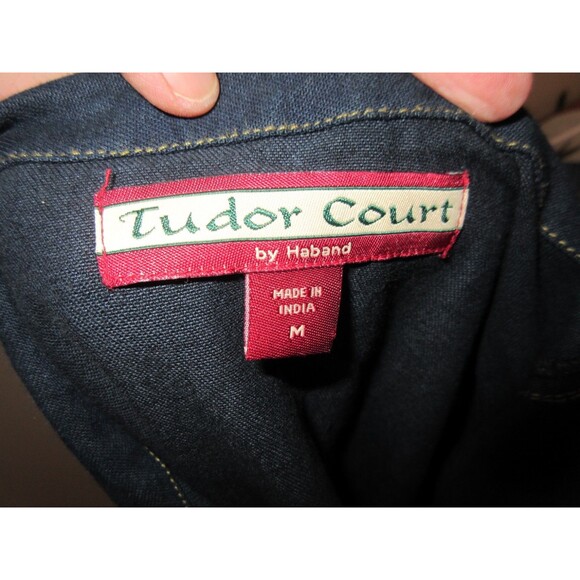 Tudor Court
by Haband
MADE IN
INDIA
M